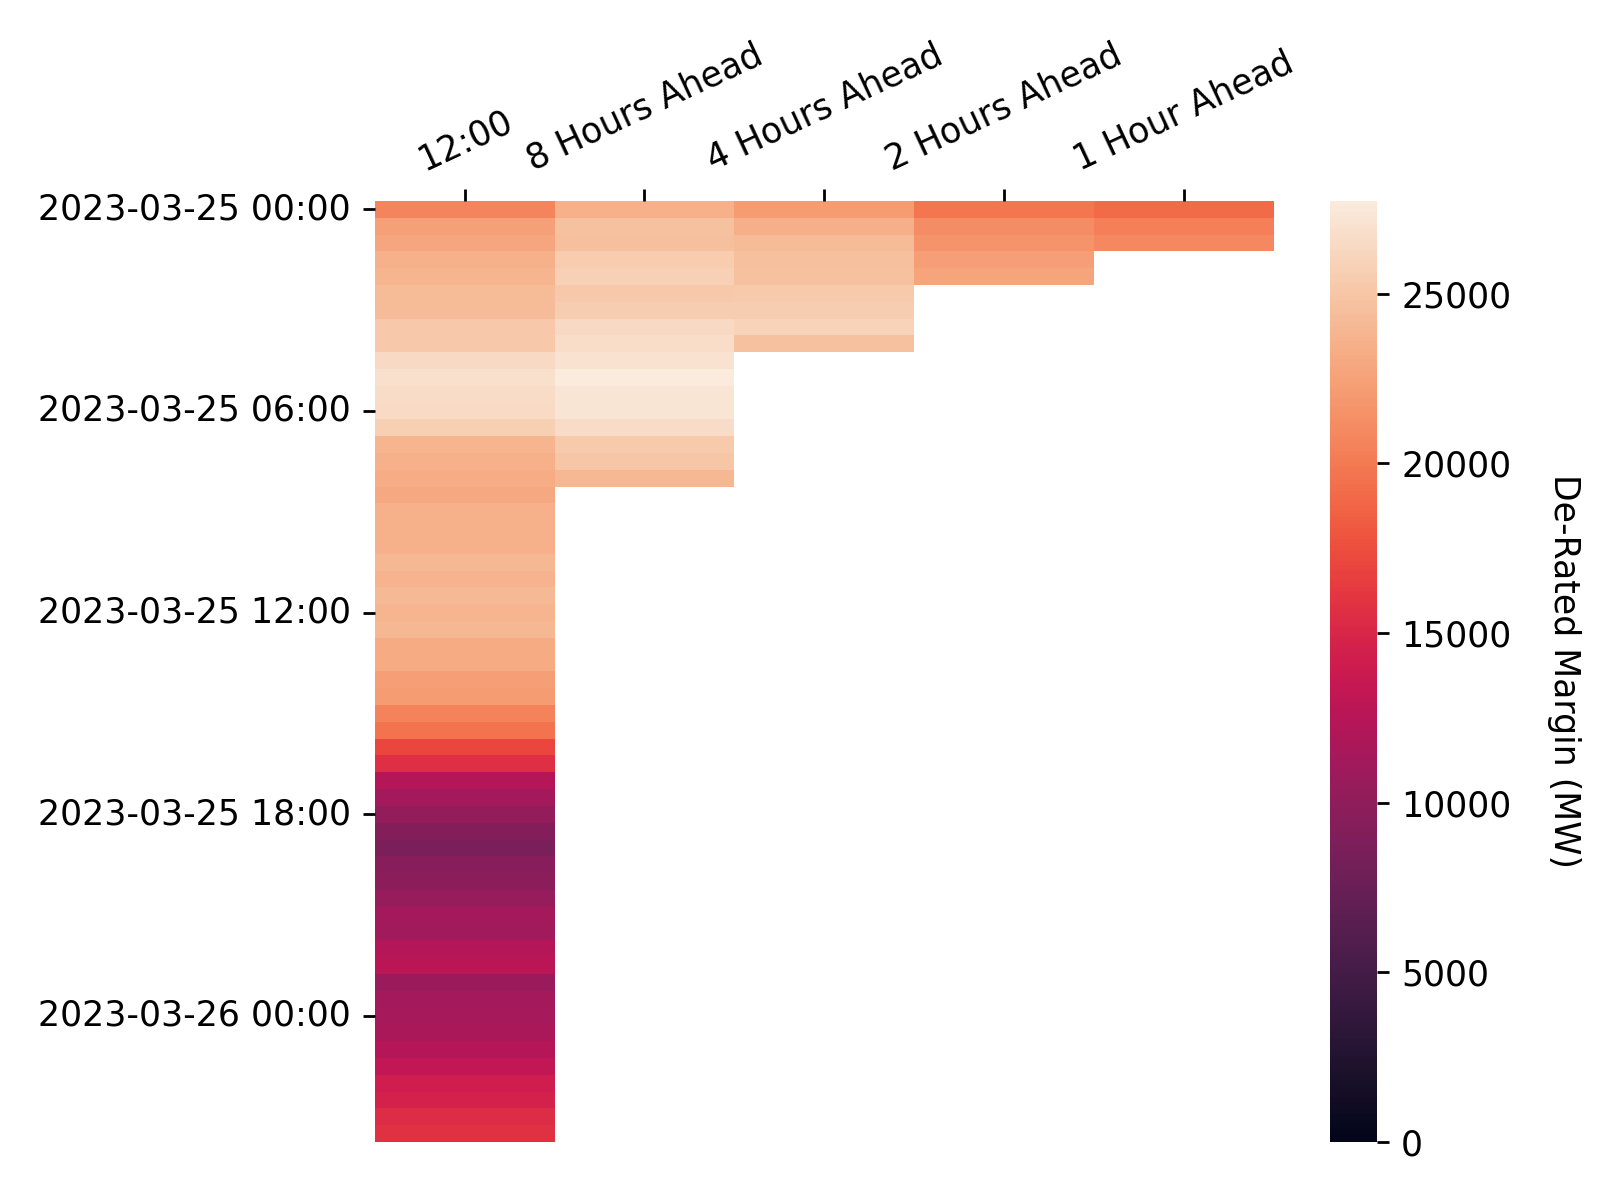 12:00
8 Hours Ahead
4 Hours Ahead
2 Hours Ahead
1 Hour Ahead
2023-03-25 00:00
2023-03-25 06:00
2023-03-25 12:00
2023-03-25 18:00
2023-03-26 00:00
25000
20000
15000
10000
5000
0
De-Rated Margin (MW)